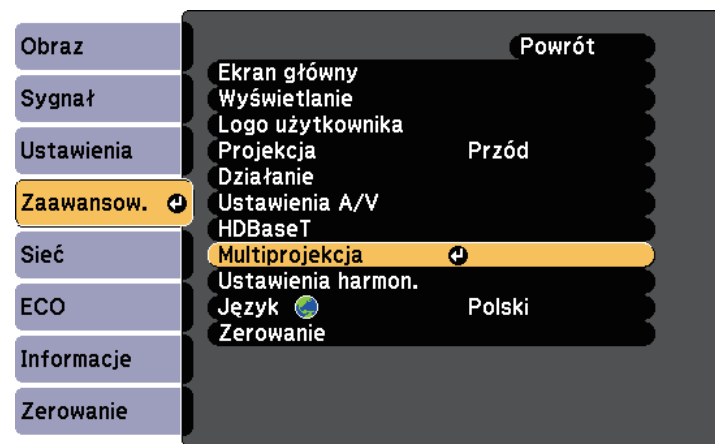 Obraz
Sygnał
Ustawienia
Zaawansow.
Sieć
ECO
Informacje
Zerowanie
Powrót
Ekran główny
Wyświetlanie
Logo użytkownika
Projekcja Przód
Działanie
Ustawienia A/V
HDBaseT
Multiprojekcja
Ustawienia harmon.
Język Polski
Zerowanie